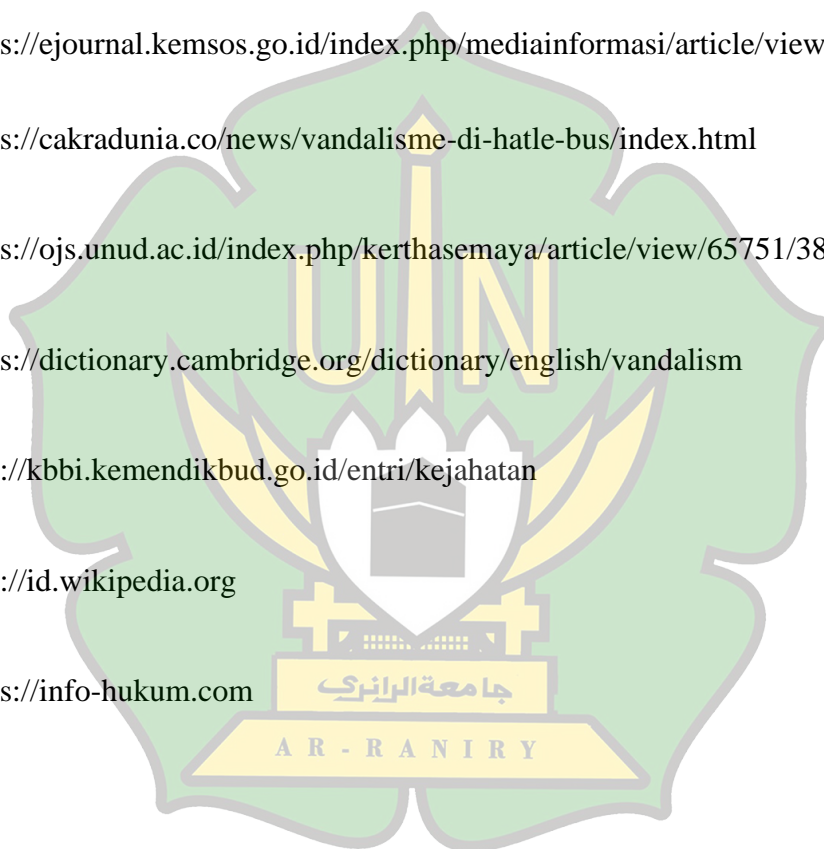 s://ejournal.kemsos.go.id/index.php/mediainformasi/article/view
s://cakradunia.co/news/vandalisme-di-hatle-bus/index.html
s://ojs.unud.ac.id/index.php/kerthasemaya/article/view/65751/38
UIN
s://dictionary.cambridge.org/dictionary/english/vandalism
://kbbi.kemendikbud.go.id/entri/kejahatan
://id.wikipedia.org
s://info-hukum.com
جامعة الرانري
AR-RANIRY